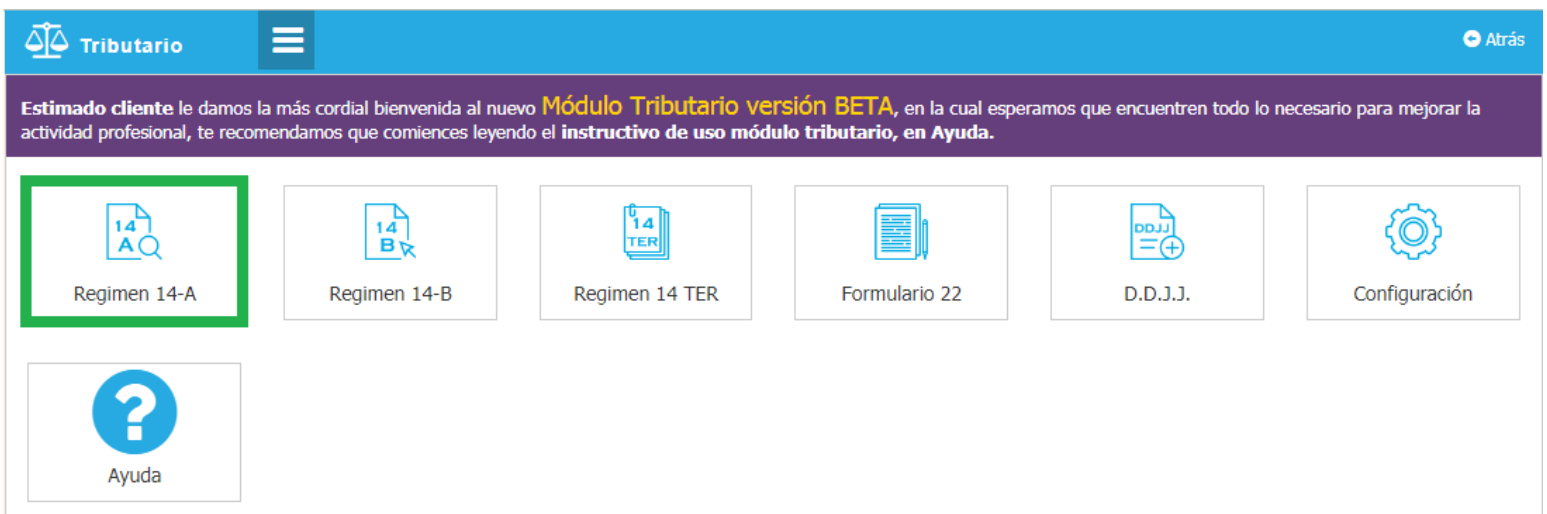 Tributario
Atrás
Estimado cliente le damos la más cordial bienvenida al nuevo Módulo Tributario versión BETA, en la cual esperamos que encuentren todo lo necesario para mejorar la
actividad profesional, te recomendamos que comiences leyendo el instructivo de uso módulo tributario, en Ayuda.
14
A
Regimen 14-A
14
B
Regimen 14-B
14
TER
Regimen 14 TER
Formulario 22
DDJJ
D.D.J.J.
Configuración
?
Ayuda